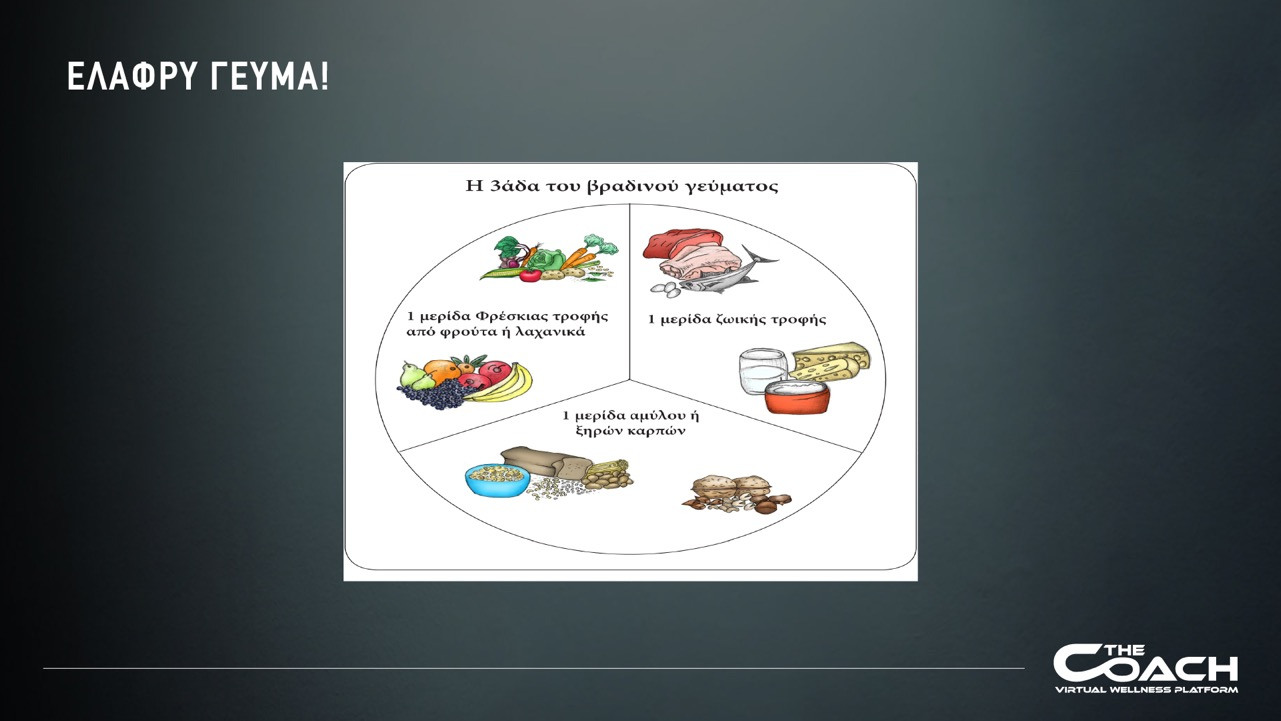 ΕΛΑΦΡΥ ΓΕΥΜΑ!
Η 3άδα του βραδινού γεύματος
1 μερίδα Φρέσκιας τροφής
από φρούτα ή λαχανικά
1 μερίδα ζωικής τροφής
1 μερίδα αμύλου ή
ξηρών καρπών
THE
COACH
VIRTUAL WELLNESS PLATFORM